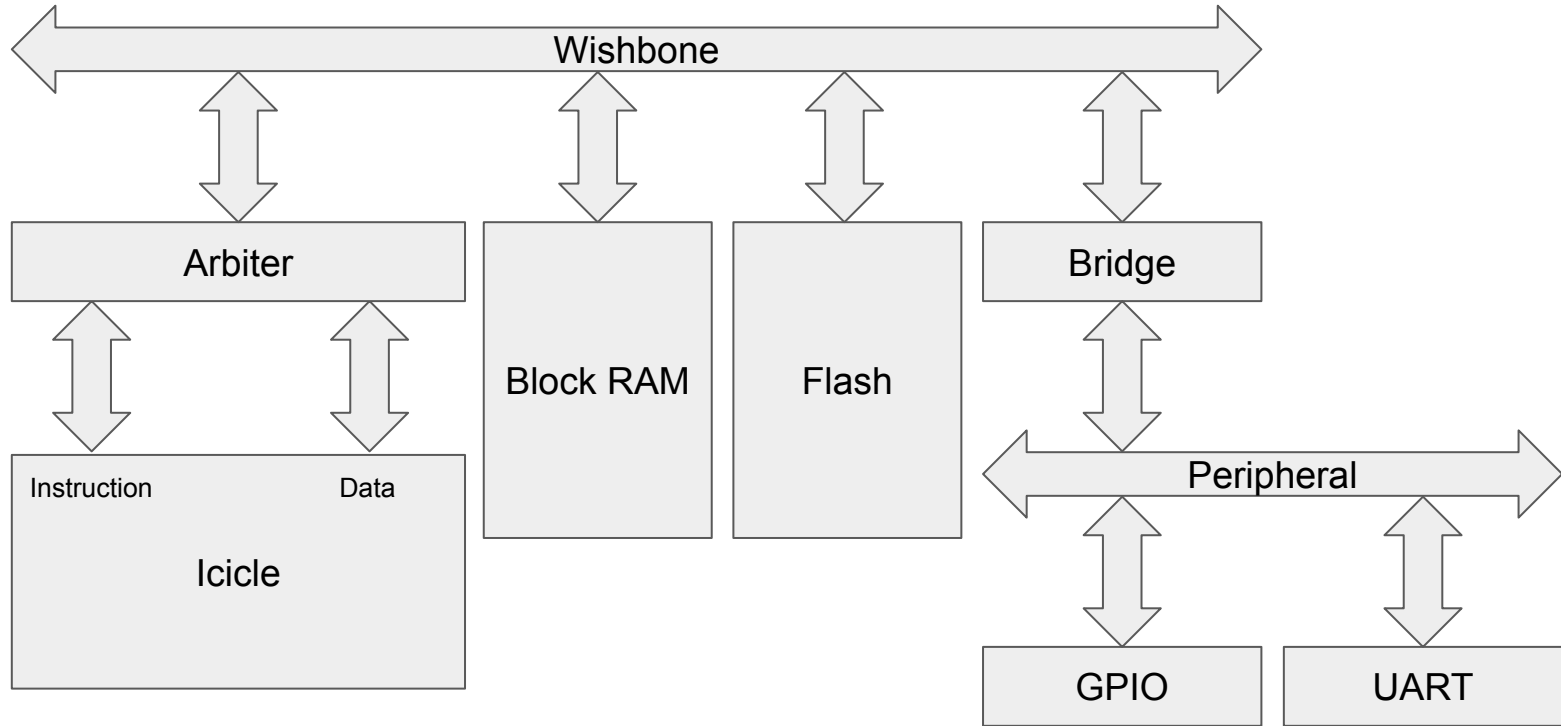 Wishbone
Arbiter
Bridge
Block RAM
Flash
Peripheral
Instruction
Data
Icicle
GPIO
UART